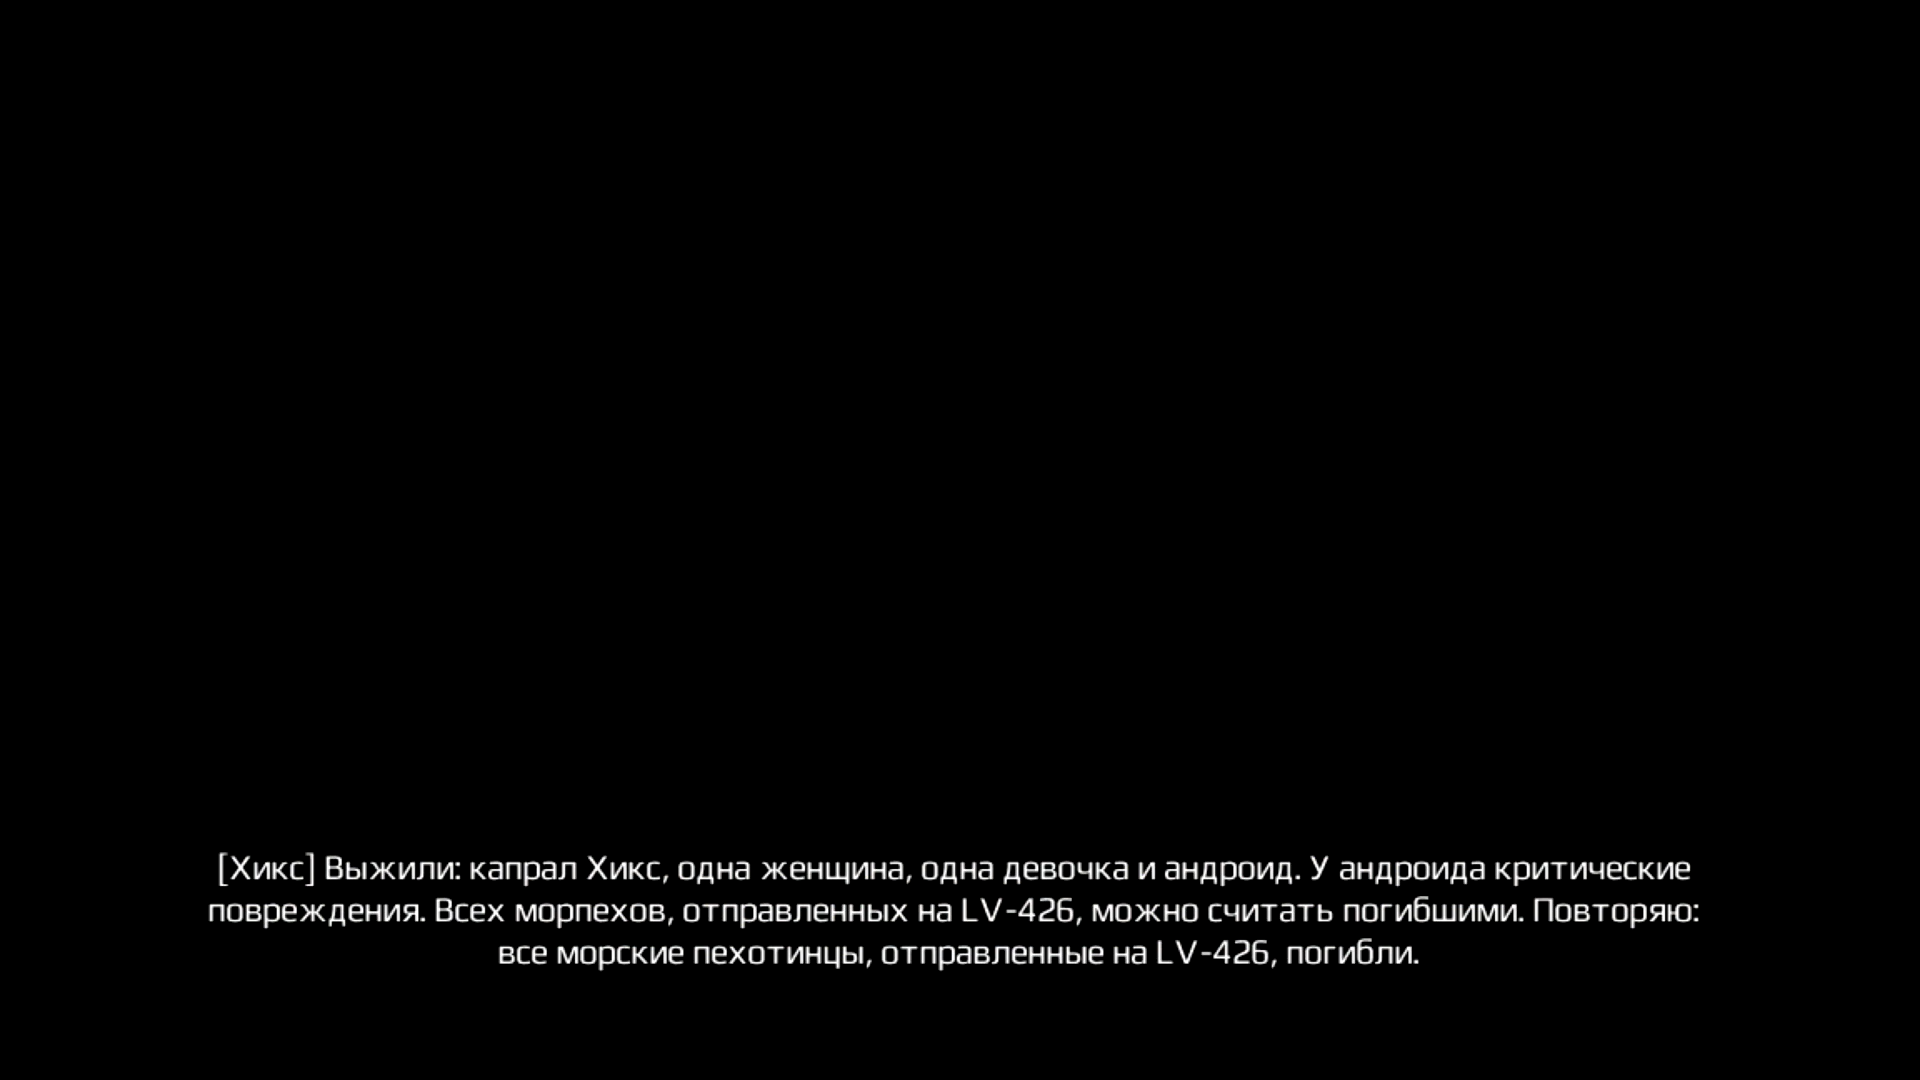 [Хикс] Выжили: капрал Хикс, одна женщина, одна девочка и андроид. У андроида критические
повреждения. Всех морпехов, отправленных на LV-426, можно считать погибшими. Повторяю:
все морские пехотинцы, отправленные на LV-426, погибли.